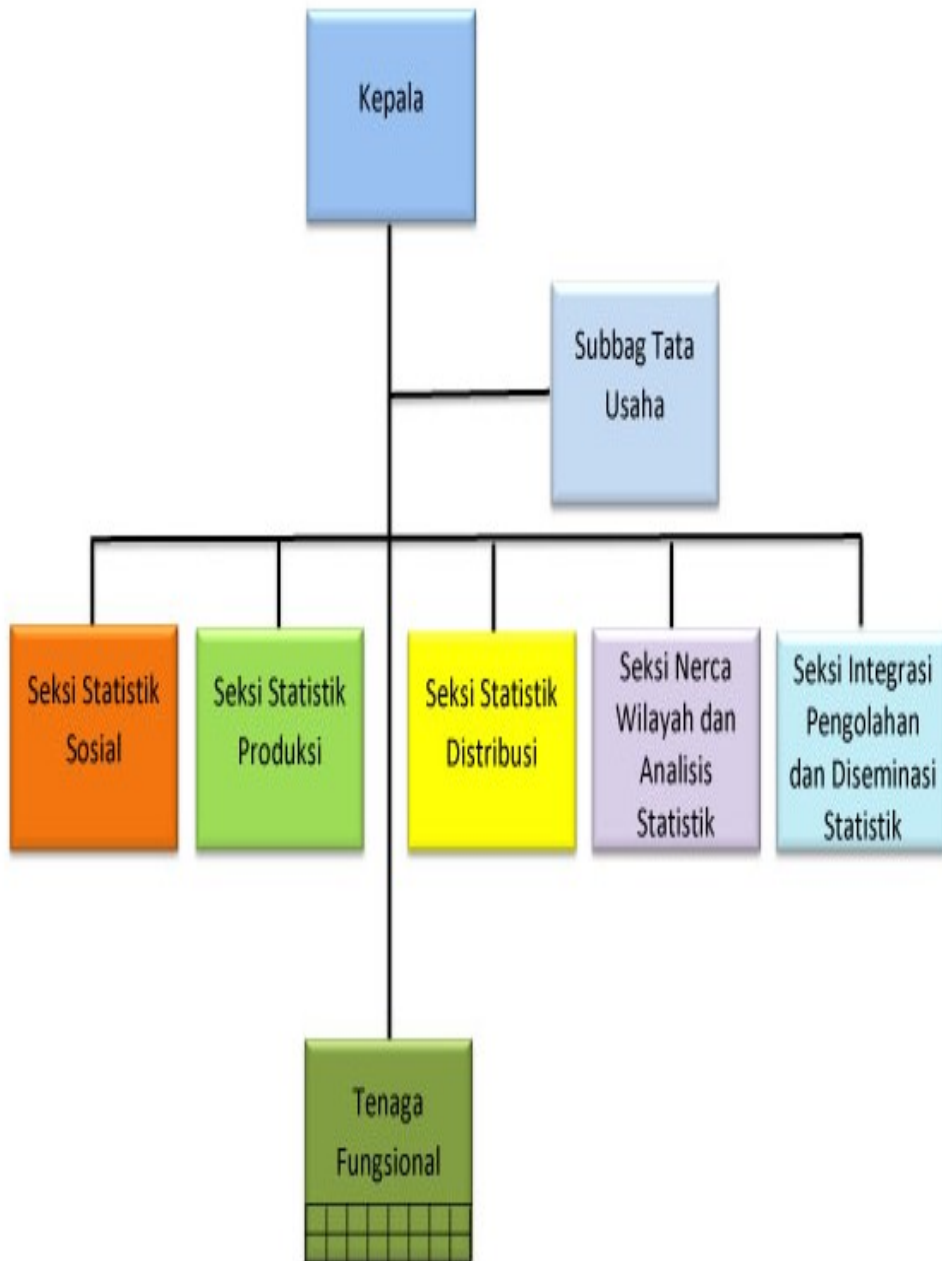 Kepala
Subbag Tata
Usaha
Seksi Statistik
Sosial
Seksi Statistik
Produksi
Seksi Statistik
Distribusi
Seksi Nerca
Wilayah dan
Analisis
Statistik
Seksi Integrasi
Pengolahan
dan Diseminasi
Statistik
Tenaga
Fungsional